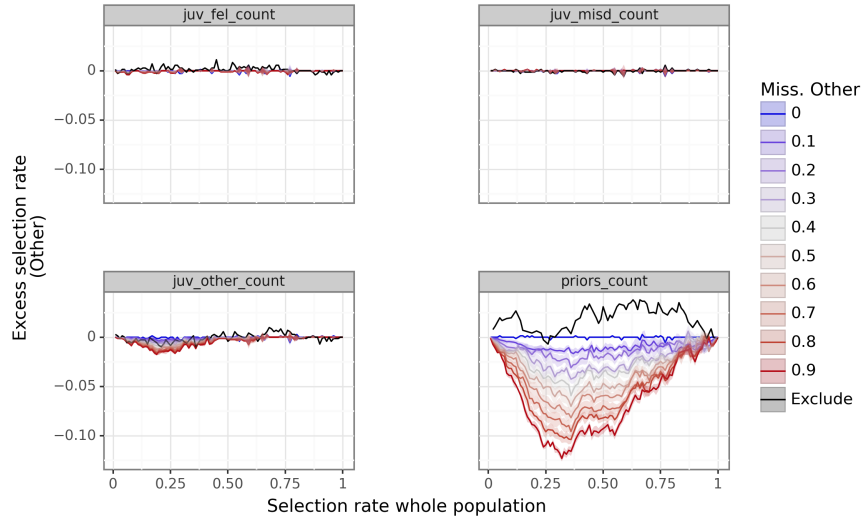 juv_fel_count
juv_misd_count
0
−0.05
−0.10
juv_other_count
priors_count
0
−0.05
−0.10
0
0.25
0.50
0.75
1
0
0.25
0.50
0.75
1
Selection rate whole population
Excess selection rate
(Other)
Miss. Other
0
0.1
0.2
0.3
0.4
0.5
0.6
0.7
0.8
0.9
Exclude